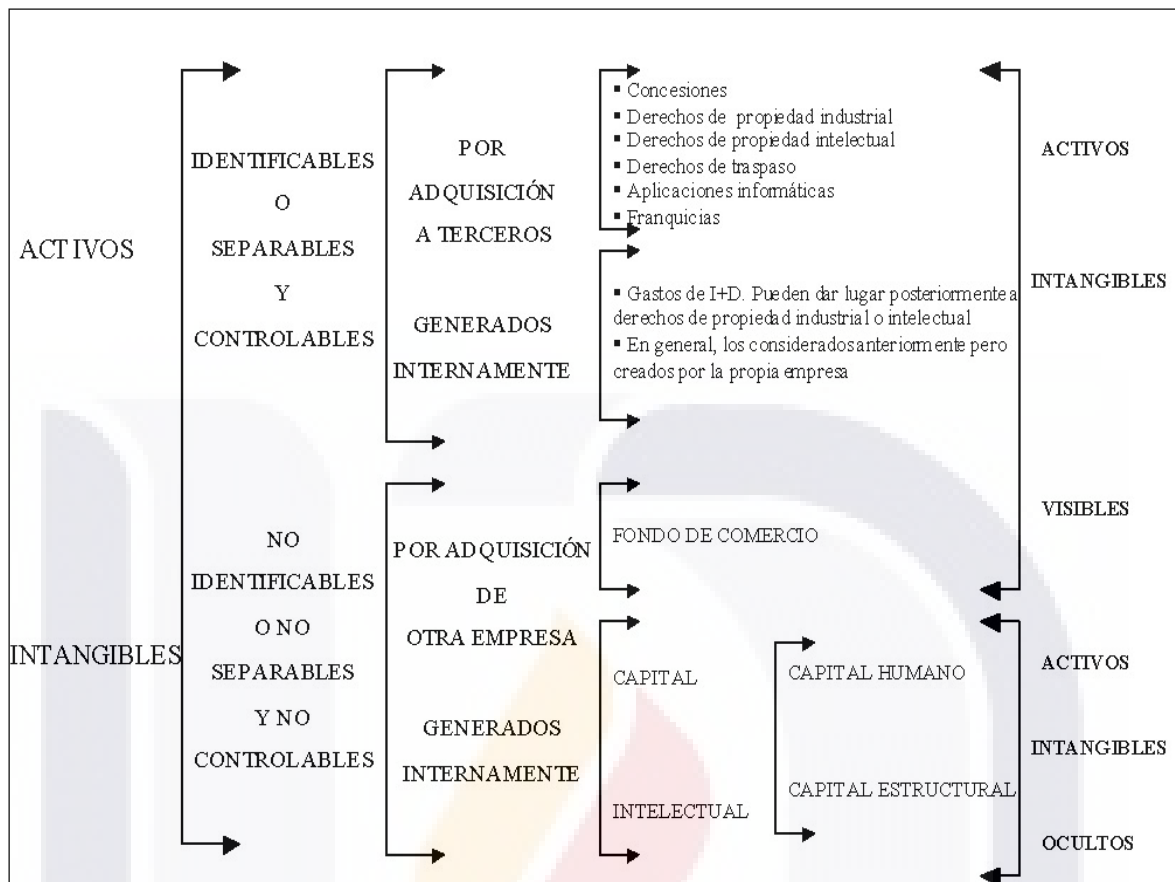 ACTIVOS
INTANGIBLES
IDENTIFICABLES
O
SEPARABLES
Y
CONTROLABLES
NO
IDENTIFICABLES
O NO
SEPARABLES
Y NO
CONTROLABLES
POR
ADQUISICIÓN
A TERCEROS
GENERADOS
INTERNAMENTE
POR ADQUISICIÓN
DE
OTRA EMPRESA
GENERADOS
INTERNAMENTE
▪ Concesiones
▪ Derechos de propiedad industrial
▪ Derechos de propiedad intelectual
▪ Derechos de traspaso
▪ Aplicaciones informáticas
▪ Franquicias
▪ Gastos de I+D. Pueden dar lugar posteriormente a
derechos de propiedad industrial o intelectual
▪ En general, los considerados anteriormente pero
creados por la propia empresa
FONDO DE COMERCIO
CAPITAL
INTELECTUAL
CAPITAL HUMANO
CAPITAL ESTRUCTURAL
ACTIVOS
INTANGIBLES
VISIBLES
ACTIVOS
INTANGIBLES
OCULTOS